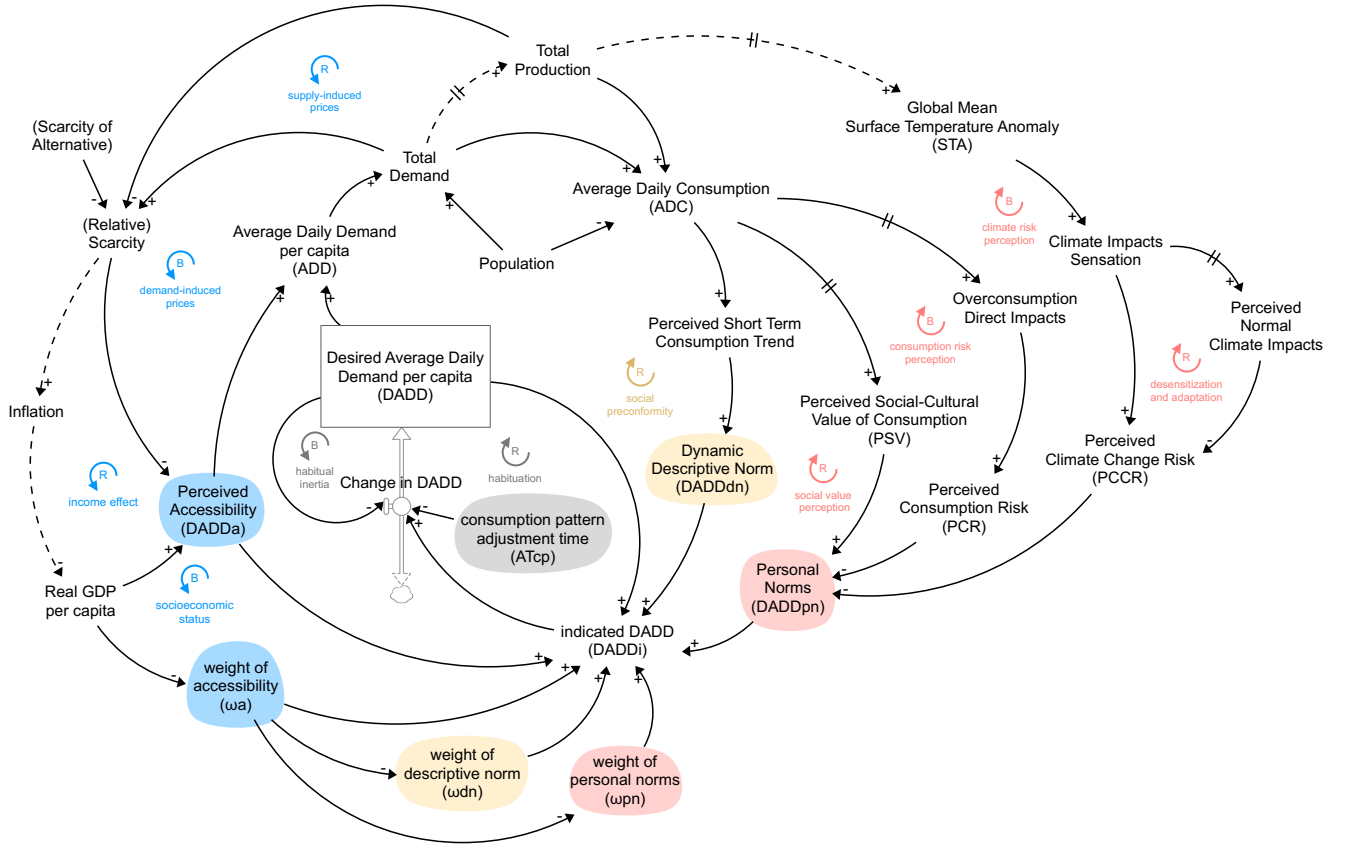 Total
Production
R
supply-induced
prices
Global Mean
Surface Temperature Anomaly
(STA)
(Scarcity of
Alternative)
Total
Demand
Average Daily Consumption
(ADC)
B
climate risk
perception
(Relative)
Scarcity
Average Daily Demand
per capita
(ADD)
Population
Climate Impacts
Sensation
B
demand-induced
prices
Overconsumption
Direct Impacts
Perceived
Normal
Climate Impacts
Perceived Short Term
Consumption Trend
B
consumption risk
perception
R
desensitization
and adaptation
Desired Average Daily
Demand per capita
(DADD)
R
social
preconformity
Inflation
Perceived Social-Cultural
Value of Consumption
(PSV)
B
habitual
inertia
R
habituation
Dynamic
Descriptive Norm
(DADDdn)
Perceived
Climate Change Risk
(PCCR)
R
income effect
Perceived
Accessibility
(DADDa)
Change in DADD
R
social value
perception
Perceived
Consumption Risk
(PCR)
consumption pattern
adjustment time
(ATcp)
Real GDP
per capita
B
socioeconomic
status
Personal
Norms
(DADDpn)
indicated DADD
(DADDi)
weight of
accessibility
(ωa)
weight of
descriptive norm
(ωdn)
weight of
personal norms
(ωpn)